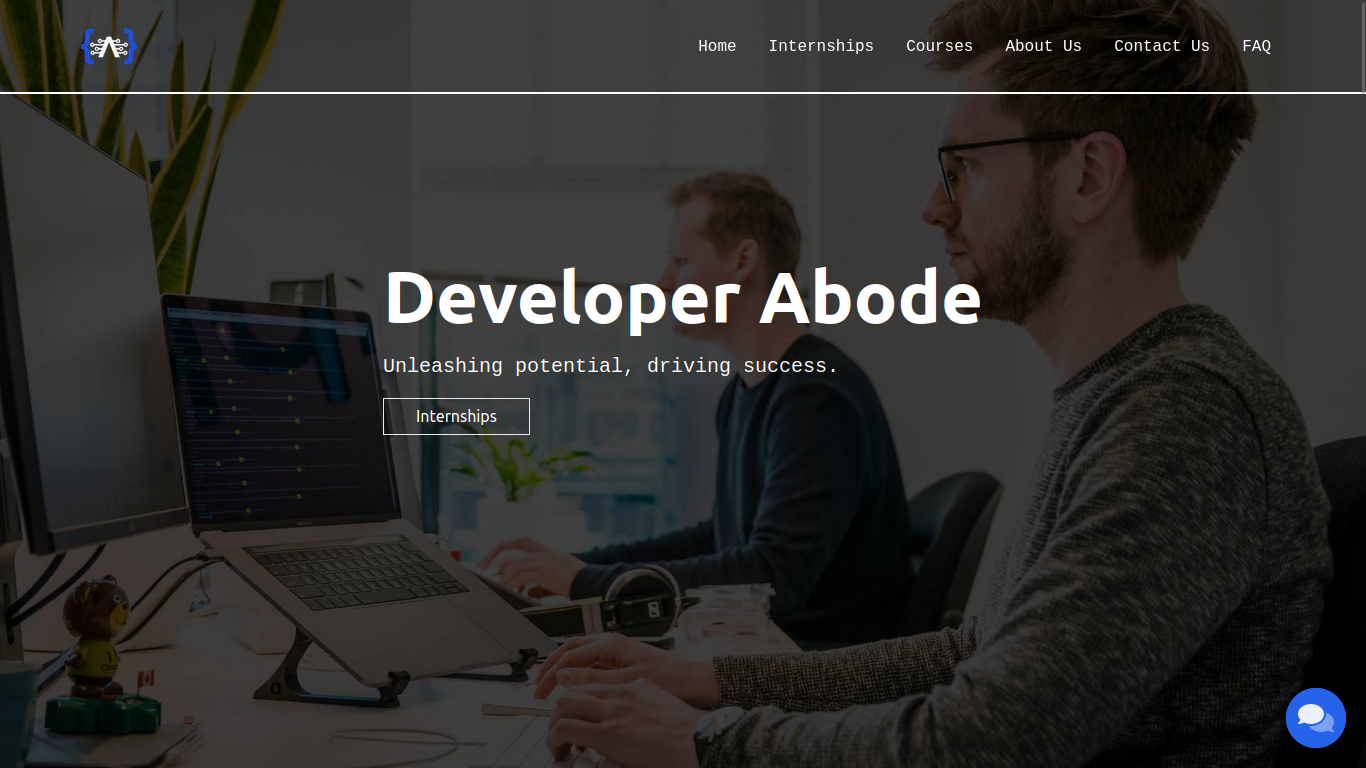 Home Internships Courses About Us Contact Us FAQ
Developer Abode
Unleashing potential, driving success.
Internships